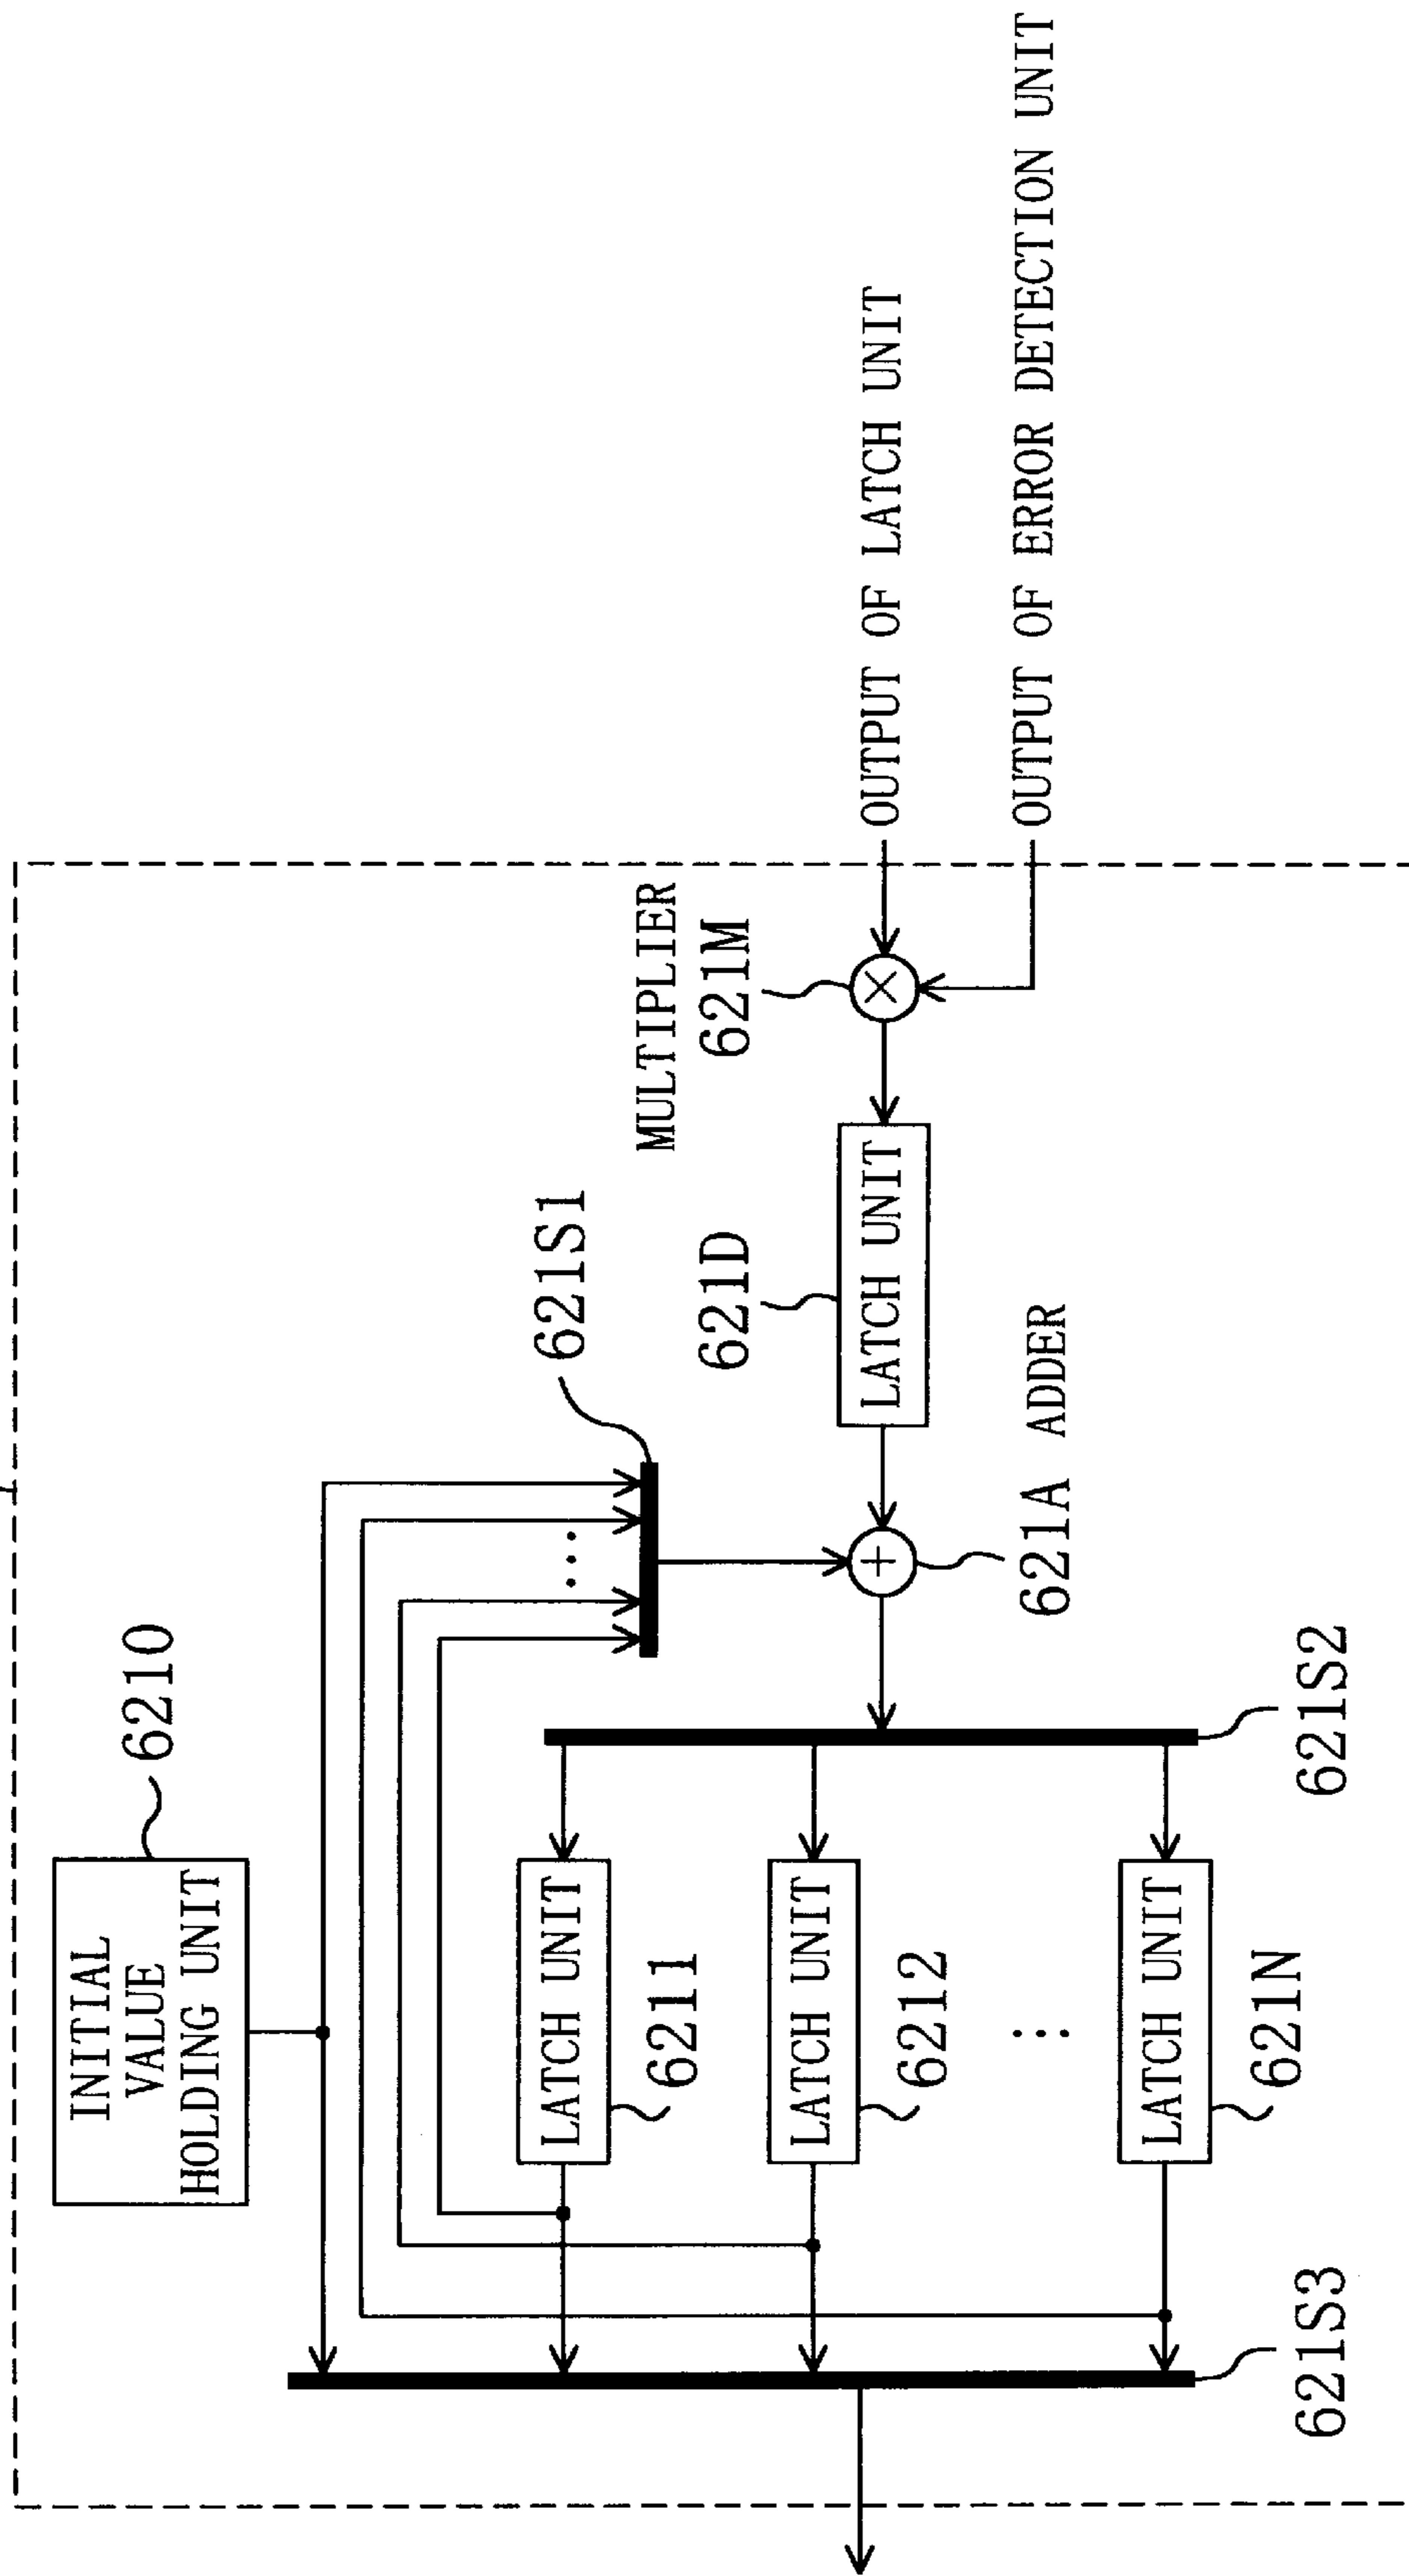 INITIAL
VALUE
HOLDING UNIT
6210
621S1
MULTIPLIER
621M
OUTPUT OF LATCH UNIT
OUTPUT OF ERROR DETECTION UNIT
621D
LATCH UNIT
621A ADDER
LATCH UNIT
6211
LATCH UNIT
6212
LATCH UNIT
621N
621S2
621S3